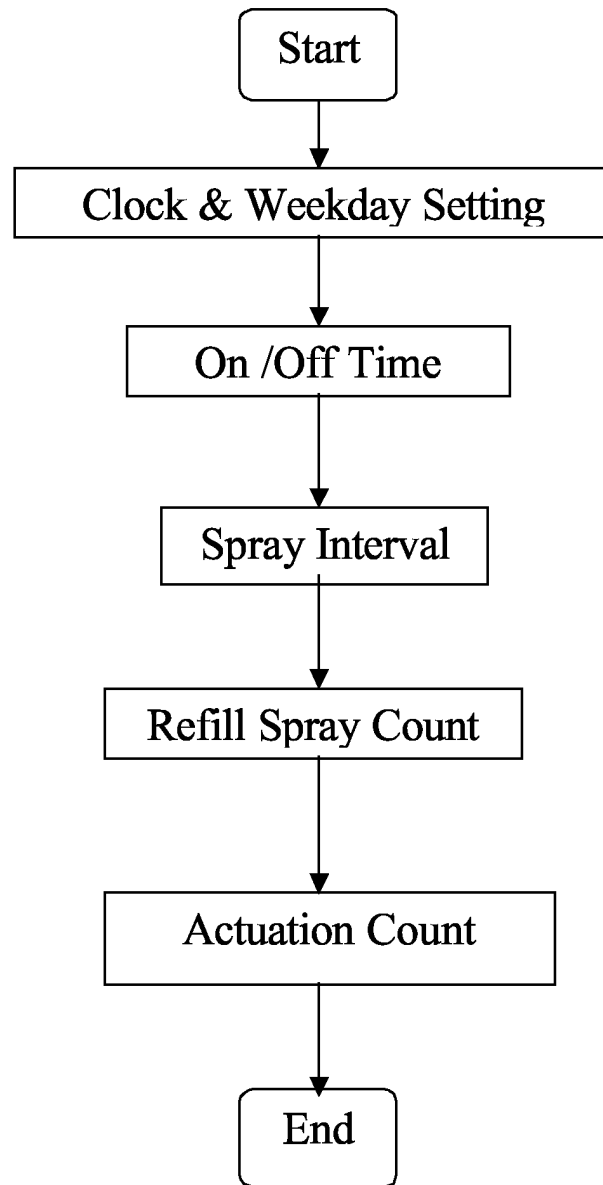 Start
Clock & Weekday Setting
On /Off Time
Spray Interval
Refill Spray Count
Actuation Count
End